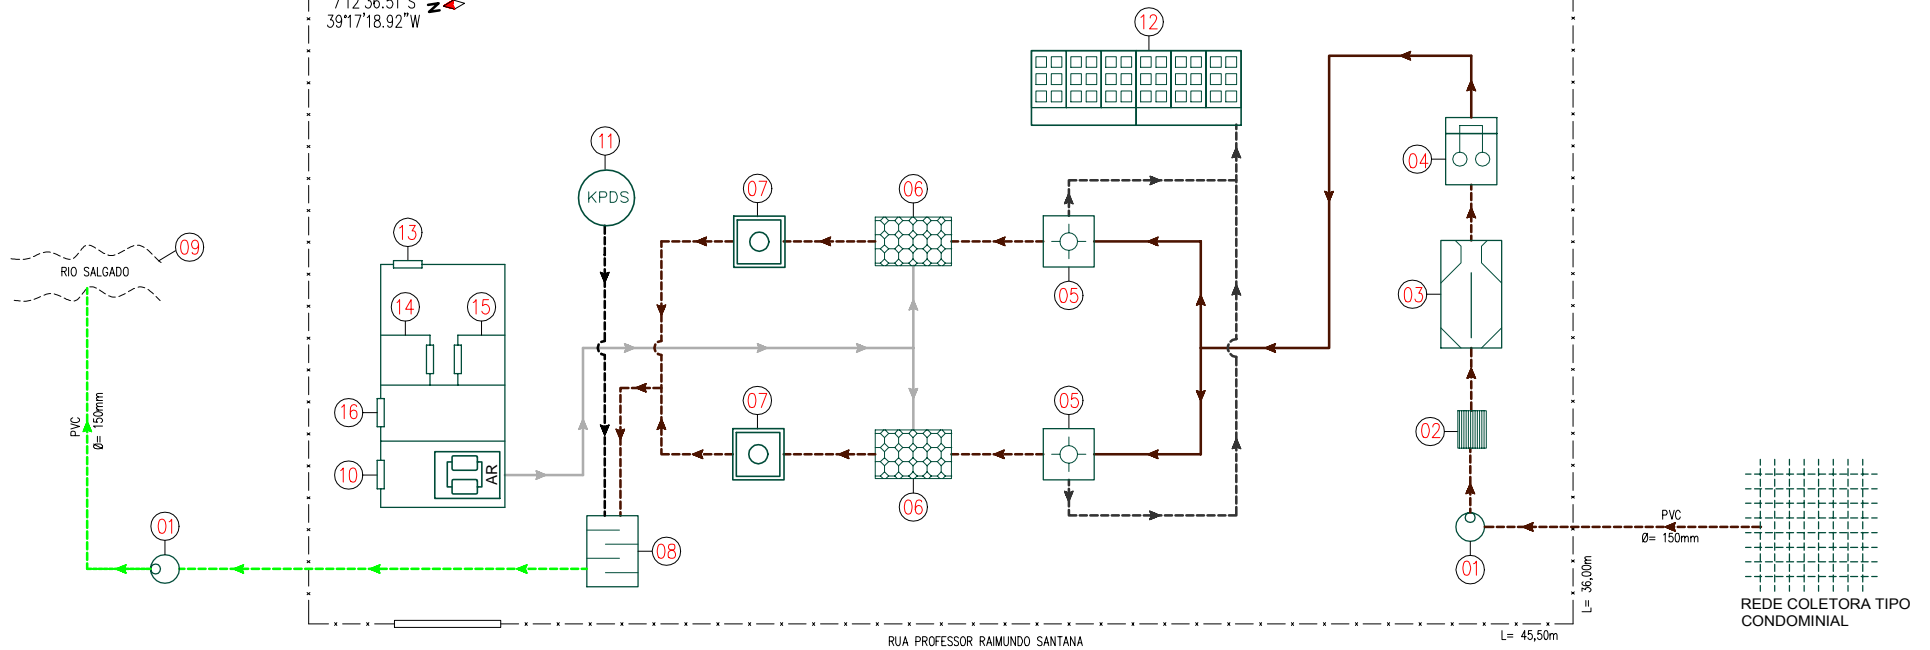 7°12'36.51"S
39°17'18.92"W
N
12
11
04
07
06
KPDS
13
09
RIO SALGADO
05
14
15
03
16
07
05
02
PVC
Ø= 150mm
10
AR
06
01
08
PVC
Ø= 150mm
01
L= 36,00m
REDE COLETORA TIPO
CONDOMINIAL
RUA PROFESSOR RAIMUNDO SANTANA
L= 45,50m